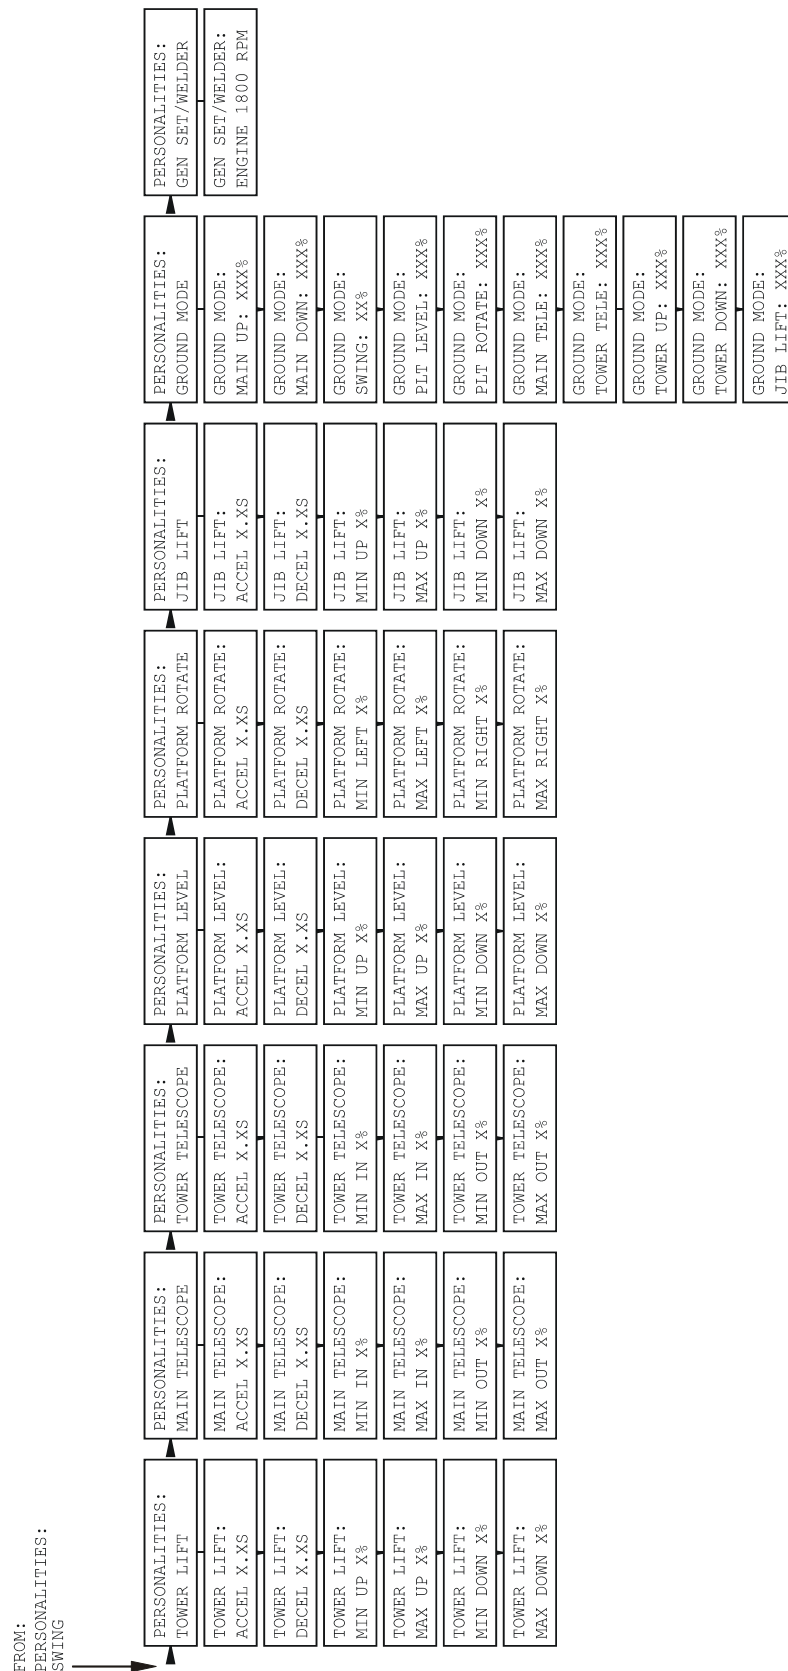 FROM:
PERSONALITIES:
SWING
PERSONALITIES:
TOWER LIFT
TOWER LIFT:
ACCEL X.XS
TOWER LIFT:
DECEL X.XS
TOWER LIFT:
MIN UP X%
TOWER LIFT:
MAX UP X%
TOWER LIFT:
MIN DOWN X%
TOWER LIFT:
MAX DOWN X%
PERSONALITIES:
MAIN TELESCOPE
MAIN TELESCOPE:
ACCEL X.XS
MAIN TELESCOPE:
DECEL X.XS
MAIN TELESCOPE:
MIN IN X%
MAIN TELESCOPE:
MAX IN X%
MAIN TELESCOPE:
MIN OUT X%
MAIN TELESCOPE:
MAX OUT X%
PERSONALITIES:
TOWER TELESCOPE
TOWER TELESCOPE:
ACCEL X.XS
TOWER TELESCOPE:
DECEL X.XS
TOWER TELESCOPE:
MIN IN X%
TOWER TELESCOPE:
MAX IN X%
TOWER TELESCOPE:
MIN OUT X%
TOWER TELESCOPE:
MAX OUT X%
PERSONALITIES:
PLATFORM LEVEL
PLATFORM LEVEL:
ACCEL X.XS
PLATFORM LEVEL:
DECEL X.XS
PLATFORM LEVEL:
MIN UP X%
PLATFORM LEVEL:
MAX UP X%
PLATFORM LEVEL:
MIN DOWN X%
PLATFORM LEVEL:
MAX DOWN X%
PERSONALITIES:
PLATFORM ROTATE
PLATFORM ROTATE:
ACCEL X.XS
PLATFORM ROTATE:
DECEL X.XS
PLATFORM ROTATE:
MIN LEFT X%
PLATFORM ROTATE:
MAX LEFT X%
PLATFORM ROTATE:
MIN RIGHT X%
PLATFORM ROTATE:
MAX RIGHT X%
PERSONALITIES:
JIB LIFT
JIB LIFT:
ACCEL X.XS
JIB LIFT:
DECEL X.XS
JIB LIFT:
MIN UP X%
JIB LIFT:
MAX UP X%
JIB LIFT:
MIN DOWN X%
JIB LIFT:
MAX DOWN X%
PERSONALITIES:
GROUND MODE
GROUND MODE:
MAIN UP: XXX%
GROUND MODE:
MAIN DOWN: XXX%
GROUND MODE:
SWING: XX%
GROUND MODE:
PLT LEVEL: XXX%
GROUND MODE:
PLT ROTATE: XXX%
GROUND MODE:
MAIN TELE: XXX%
GROUND MODE:
TOWER TELE: XXX%
GROUND MODE:
TOWER UP: XXX%
GROUND MODE:
TOWER DOWN: XXX%
GROUND MODE:
JIB LIFT: XXX%
PERSONALITIES:
GEN SET/WELDER
GEN SET/WELDER:
ENGINE 1800 RPM